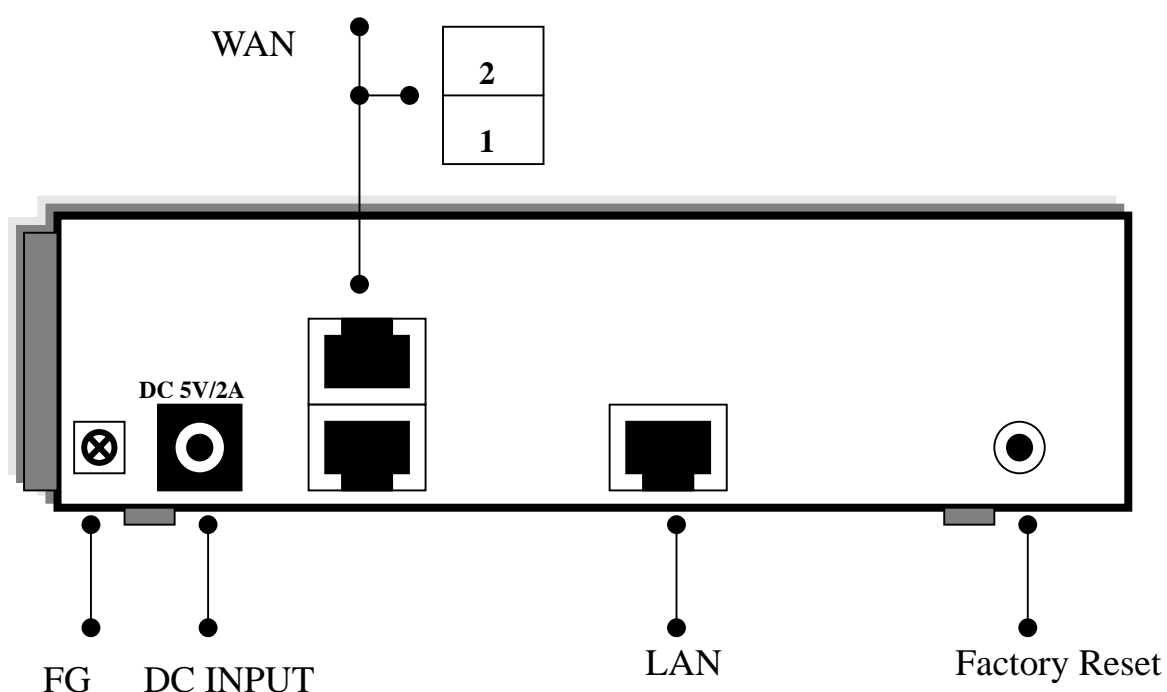 WAN
2
1
DC 5V/2A
FG
DC INPUT
LAN
Factory Reset